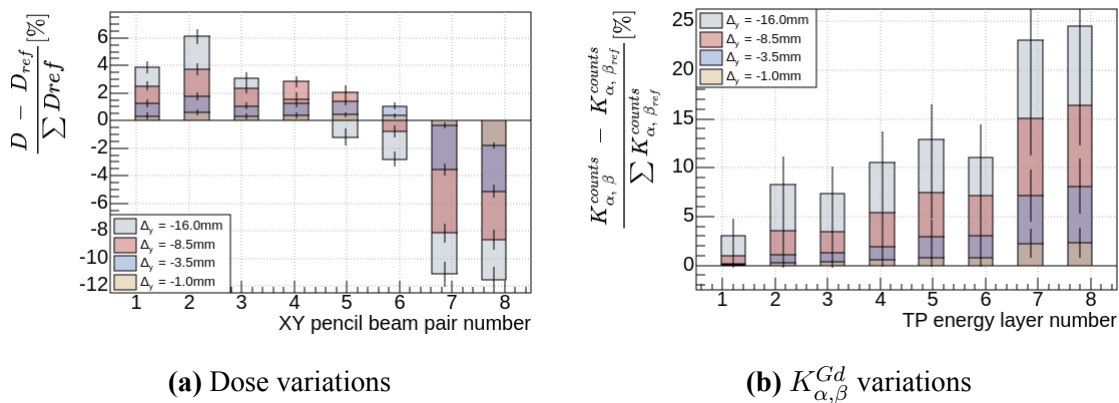 D − D_ref / ∑ Dref [%]
6
4
2
0
-2
-4
-6
-8
-10
-12
Δy = -16.0mm
Δy = -8.5mm
Δy = -3.5mm
Δy = -1.0mm
1 2 3 4 5 6 7 8
XY pencil beam pair number
(a) Dose variations
K^counts_α, β − K^counts_α, β_ref / ∑ K^counts_α, β_ref [%]
25
20
15
10
5
0
Δy = -16.0mm
Δy = -8.5mm
Δy = -3.5mm
Δy = -1.0mm
1 2 3 4 5 6 7 8
TP energy layer number
(b) K^Gd_α,β variations